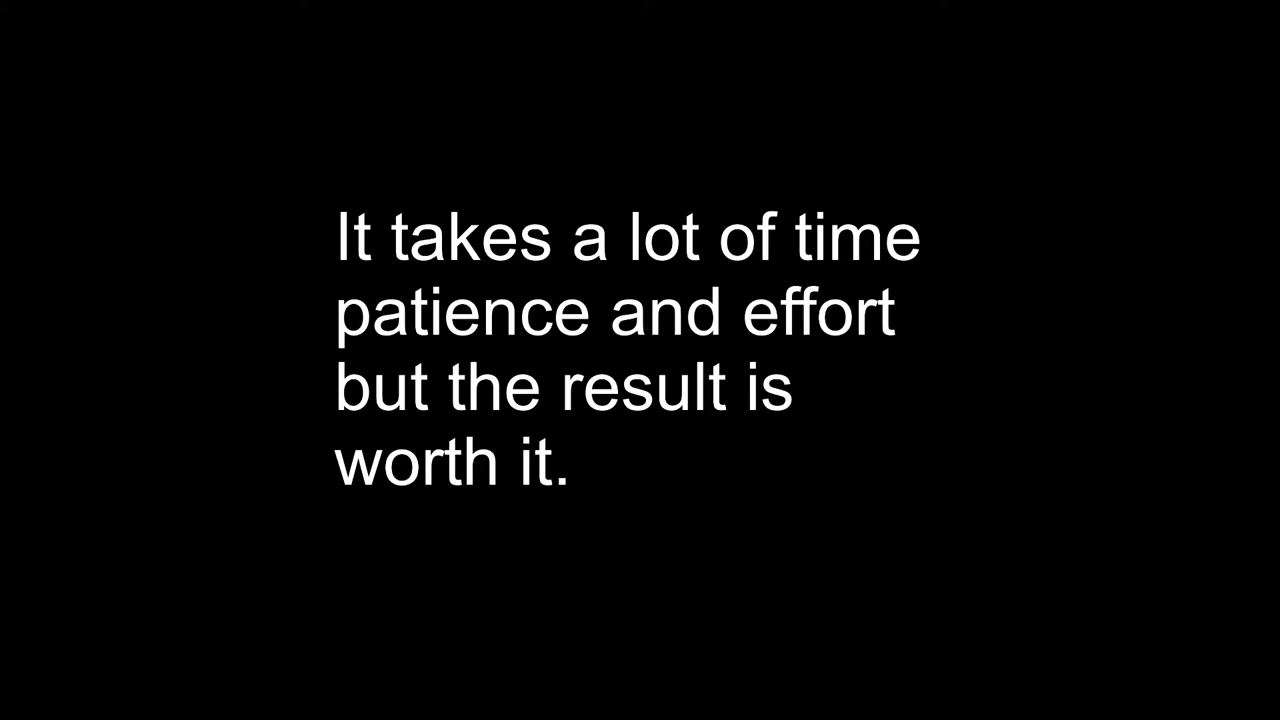 It takes a lot of time
patience and effort
but the result is
worth it.